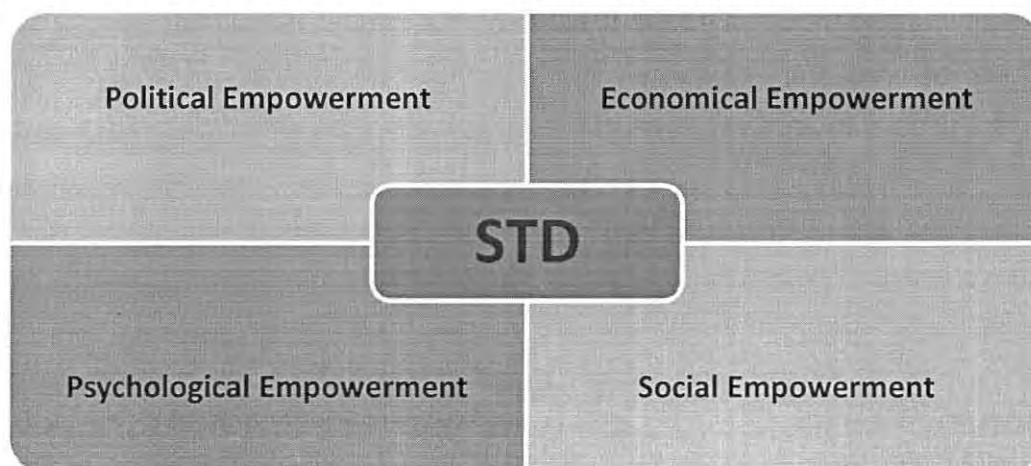 Political Empowerment
Economical Empowerment
STD
Psychological Empowerment
Social Empowerment